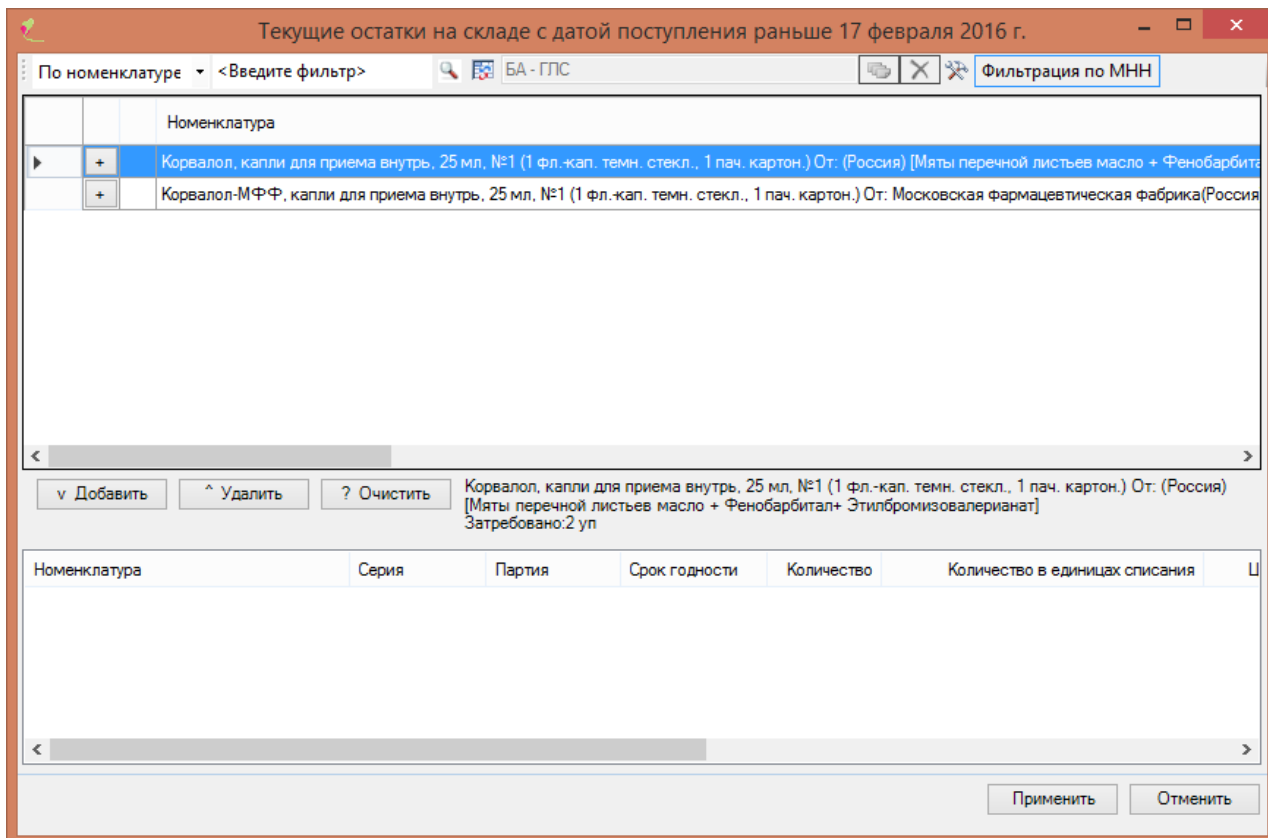 Текущие остатки на складе с датой поступления раньше 17 февраля 2016 г.
По номенклатуре <Введите фильтр> БА - ГЛС Фильтрация по МНН
Номенклатура
+ Корвалол, капли для приема внутрь, 25 мл, №1 (1 фл.-кап. темн. стекл., 1 пач. картон.) От: (Россия) [Мяты перечной листьев масло + Фенобарбита
+ Корвалол-МФФ, капли для приема внутрь, 25 мл, №1 (1 фл.-кап. темн. стекл., 1 пач. картон.) От: Московская фармацевтическая фабрика(Россия
v Добавить ^ Удалить ? Очистить
Корвалол, капли для приема внутрь, 25 мл, №1 (1 фл.-кап. темн. стекл., 1 пач. картон.) От: (Россия)
[Мяты перечной листьев масло + Фенобарбитал+ Этилбромизовалерианат]
Затребовано:2 уп
Номенклатура Серия Партия Срок годности Количество Количество в единицах списания Ц
Применить Отменить